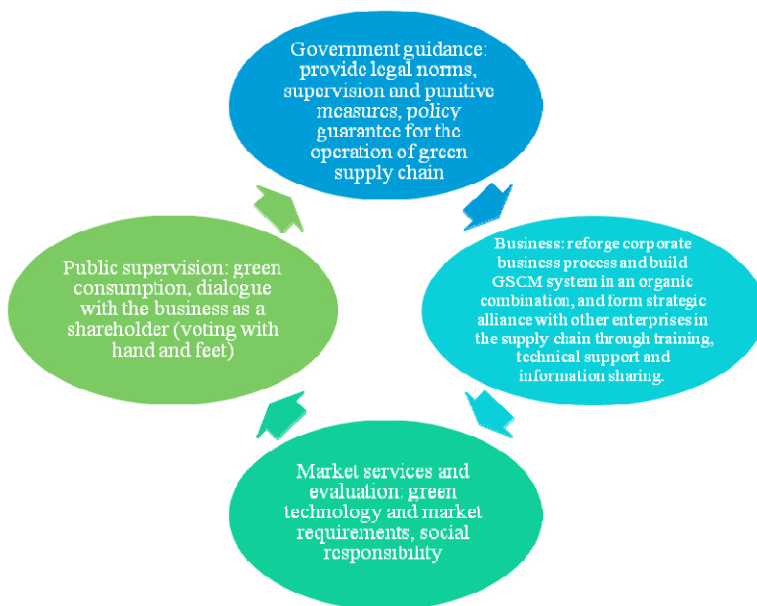 Government guidance:
provide legal norms,
supervision and punitive
measures, policy
guarantee for the
operation of green
supply chain
Public supervision: green
consumption, dialogue
with the business as a
shareholder (voting with
hand and feet)
Business: reforge corporate
business process and build
GSCM system in an organic
combination, and form strategic
alliance with other enterprises in
the supply chain through training,
technical support and
information sharing.
Market services and
evaluation: green
technology and market
requirements, social
responsibility